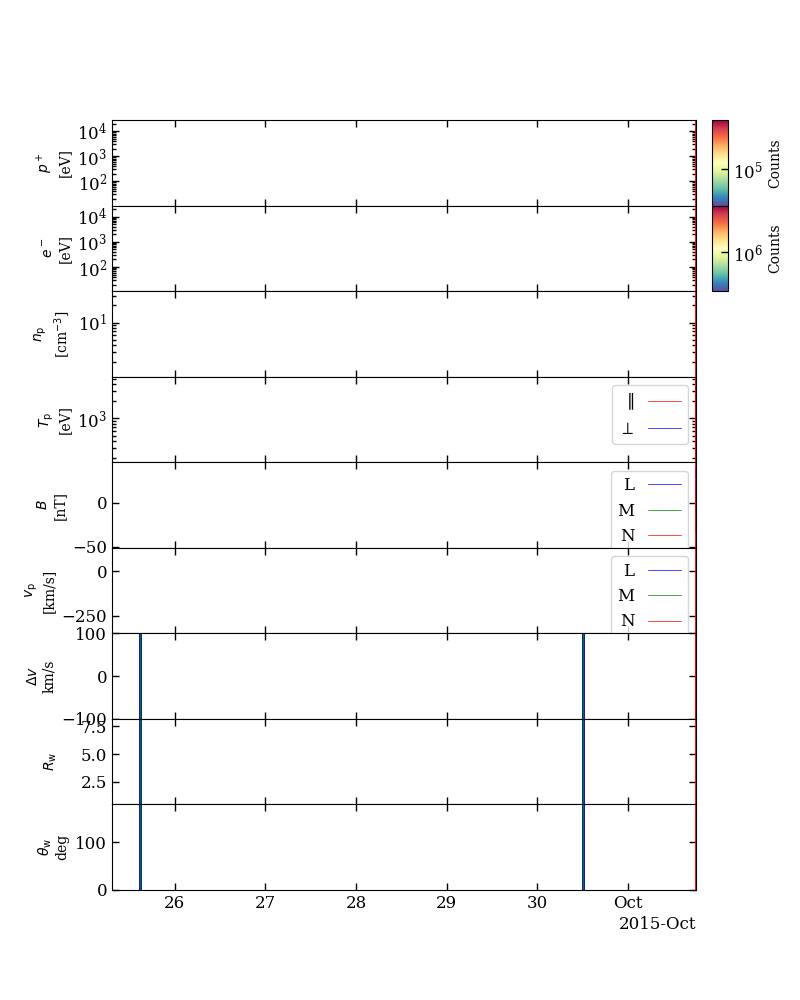 10^4
10^3
10^2
p^+
[eV]
10^5
Counts
10^4
10^3
10^2
e^−
[eV]
10^6
Counts
10^1
n_p
[cm^−3]
10^3
T_p
[eV]
∥
⊥
0
−50
B
[nT]
L
M
N
0
−250
v_p
[km/s]
L
M
N
100
0
−100
Δv
km/s
7.5
5.0
2.5
R_w
100
0
θ_w
deg
26 27 28 29 30 Oct
2015-Oct